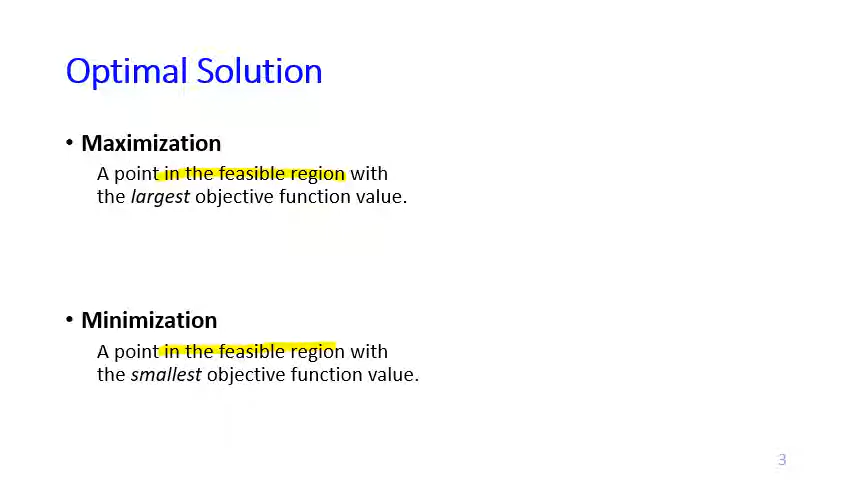 Optimal Solution
• Maximization
A point in the feasible region with
the largest objective function value.
• Minimization
A point in the feasible region with
the smallest objective function value.
3